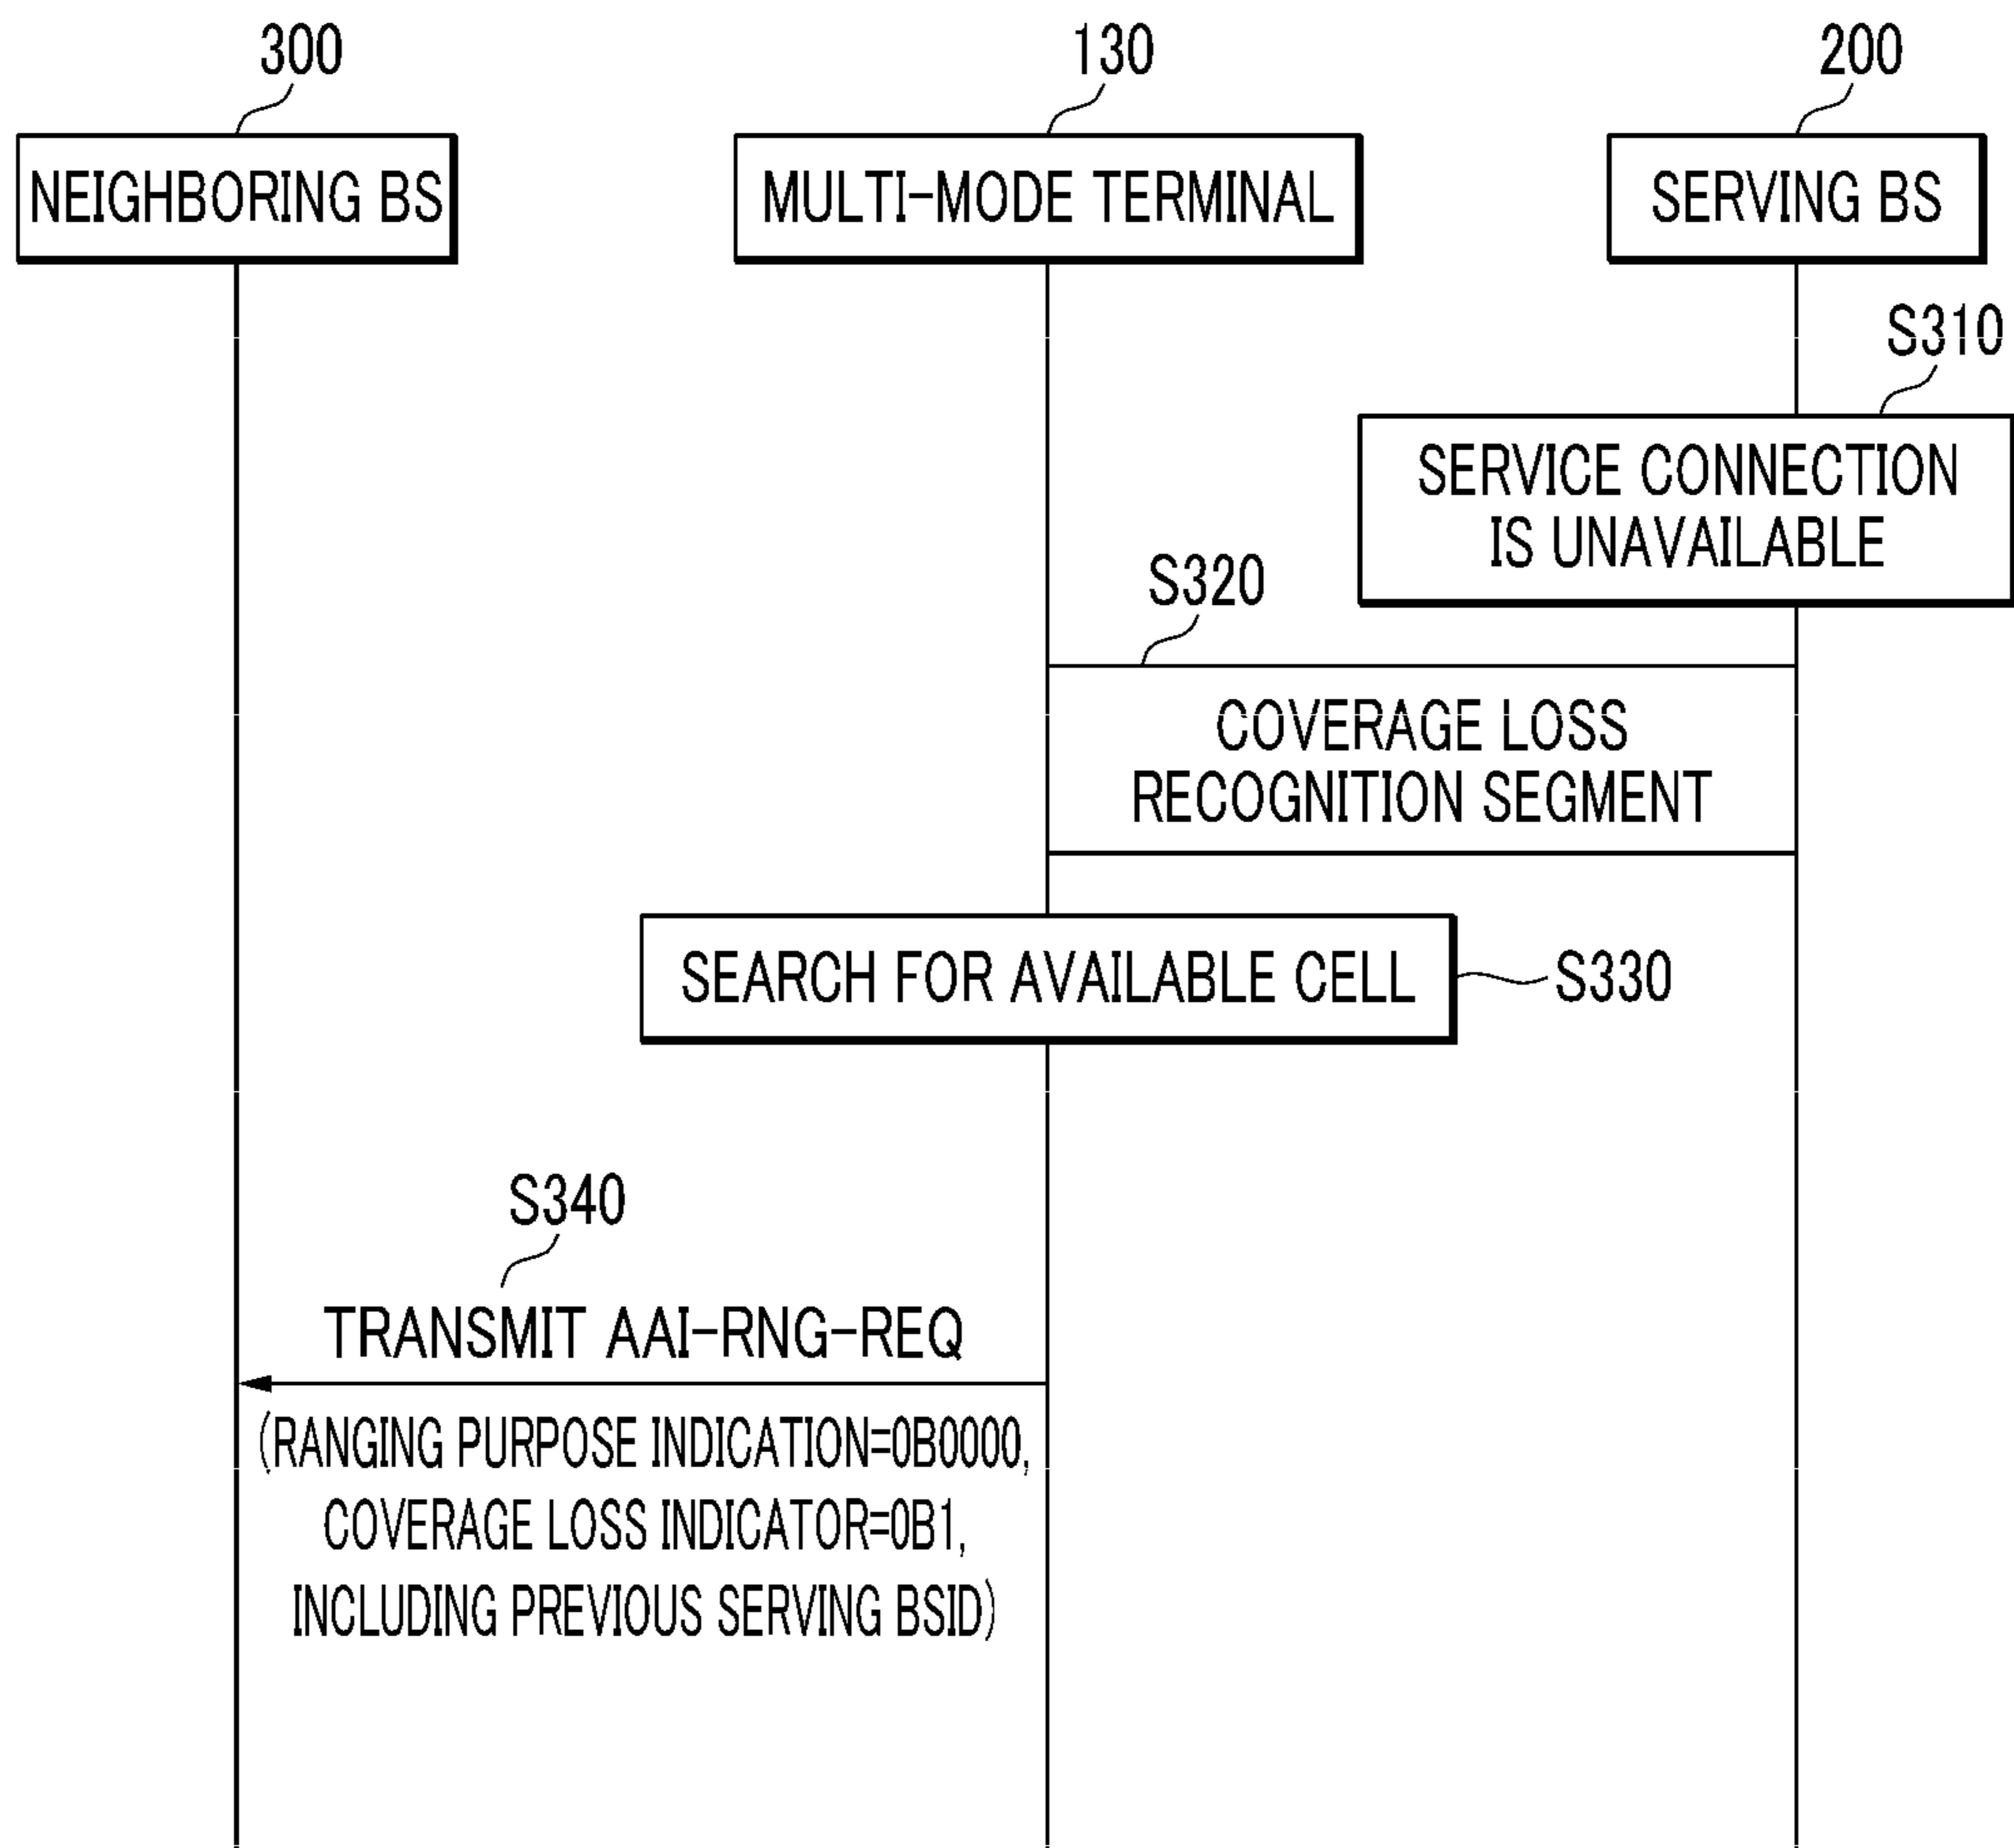 300
130
200
NEIGHBORING BS
MULTI-MODE TERMINAL
SERVING BS
S310
SERVICE CONNECTION
IS UNAVAILABLE
S320
COVERAGE LOSS
RECOGNITION SEGMENT
SEARCH FOR AVAILABLE CELL
S330
S340
TRANSMIT AAI-RNG-REQ
(RANGING PURPOSE INDICATION=0B0000,
COVERAGE LOSS INDICATOR=0B1,
INCLUDING PREVIOUS SERVING BSID)